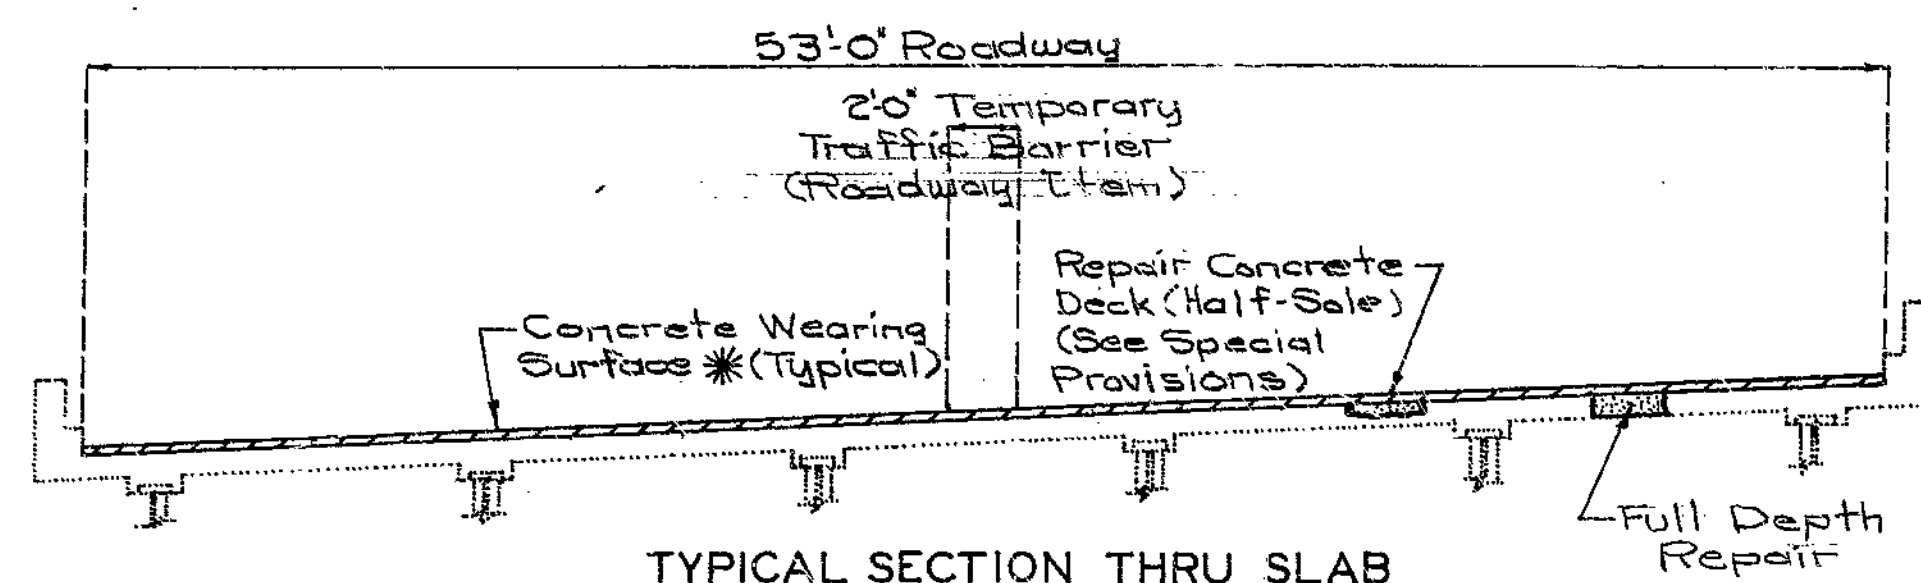 53'-0" Roadway
2'0" Temporary
Traffic Barrier
(Roadway Item)
Repair Concrete
Deck (Half-Sole)
(See Special
Provisions)
Concrete Wearing
Surface ✳ (Typical)
Full Depth
Repair
TYPICAL SECTION THRU SLAB